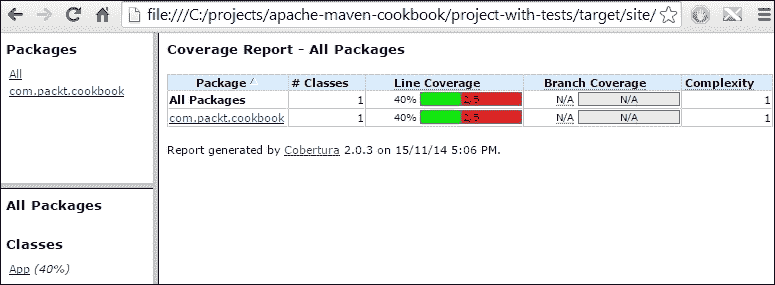 file:///C:/projects/apache-maven-cookbook/project-with-tests/target/site/
Packages
All
com.packt.cookbook
All Packages
Classes
App (40%)
Coverage Report - All Packages
Package # Classes Line Coverage Branch Coverage Complexity
All Packages 1 40% 2/5 N/A N/A 1
com.packt.cookbook 1 40% 2/5 N/A N/A 1
Report generated by Cobertura 2.0.3 on 15/11/14 5:06 PM.